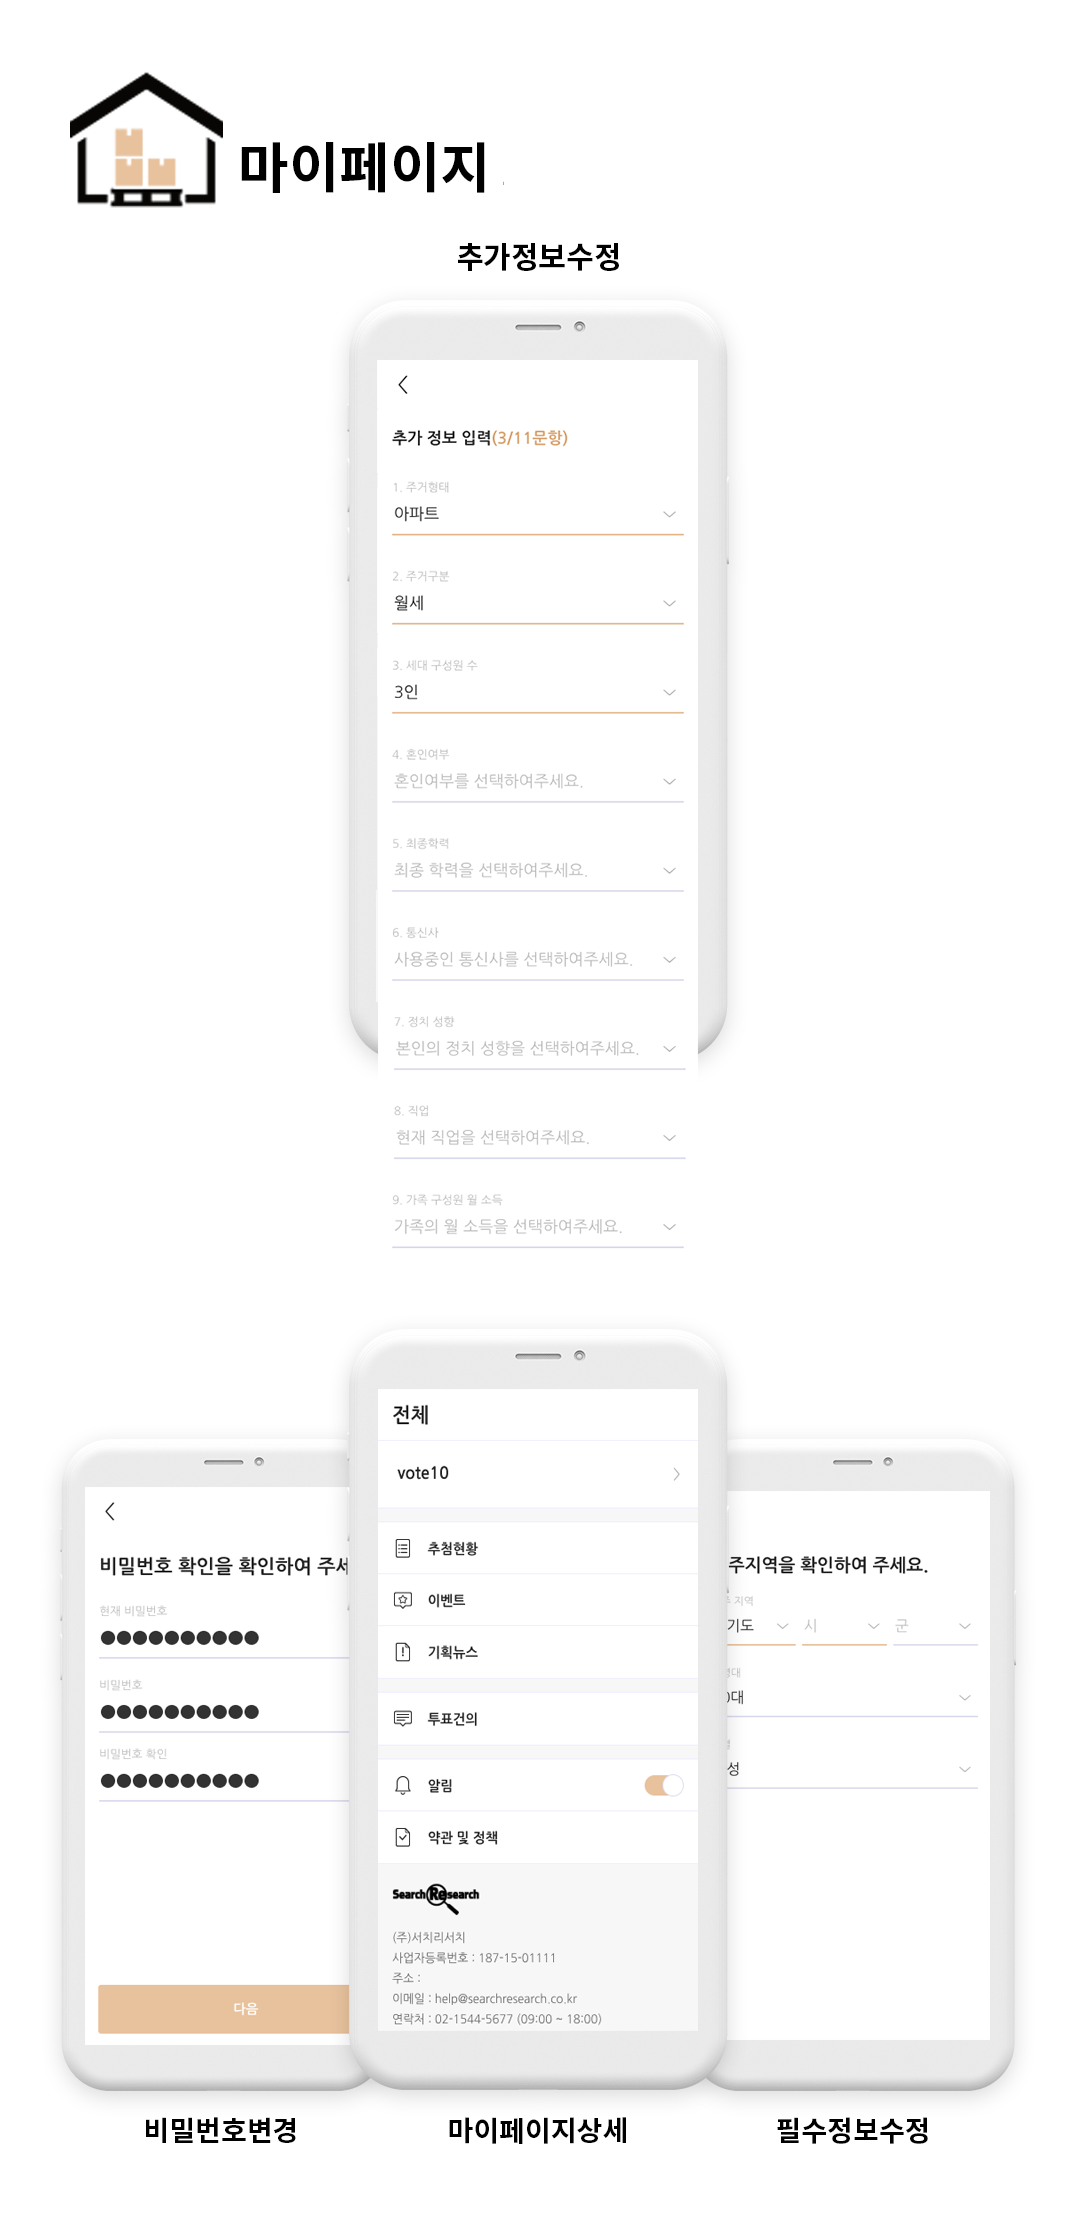 마이페이지
추가정보수정
추가 정보 입력(3/11문항)
1. 주거형태
아파트
2. 주거구분
월세
3. 세대 구성원 수
3인
4. 혼인여부
혼인여부를 선택하여주세요.
5. 최종학력
최종 학력을 선택하여주세요.
6. 통신사
사용중인 통신사를 선택하여주세요.
7. 정치 성향
본인의 정치 성향을 선택하여주세요.
8. 직업
현재 직업을 선택하여주세요.
9. 가족 구성원 월 소득
가족의 월 소득을 선택하여주세요.
비밀번호 확인을 확인하여 주세
현재 비밀번호
●●●●●●●●●●
비밀번호
●●●●●●●●●●
비밀번호 확인
●●●●●●●●●●
다음
비밀번호변경
전체
vote10
추첨현황
이벤트
기획뉴스
투표건의
알림
약관 및 정책
Search Research
(주)서치리서치
사업자등록번호 : 187-15-01111
주소 :
이메일 : help@searchresearch.co.kr
연락처 : 02-1544-5677 (09:00 ~ 18:00)
마이페이지상세
주지역을 확인하여 주세요.
지역
기도 시 군
대
성
필수정보수정